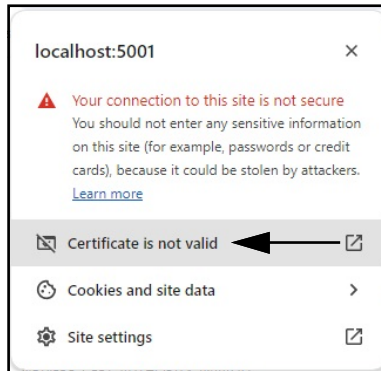 localhost:5001
Your connection to this site is not secure
You should not enter any sensitive information
on this site (for example, passwords or credit
cards), because it could be stolen by attackers.
Learn more
Certificate is not valid
Cookies and site data
Site settings